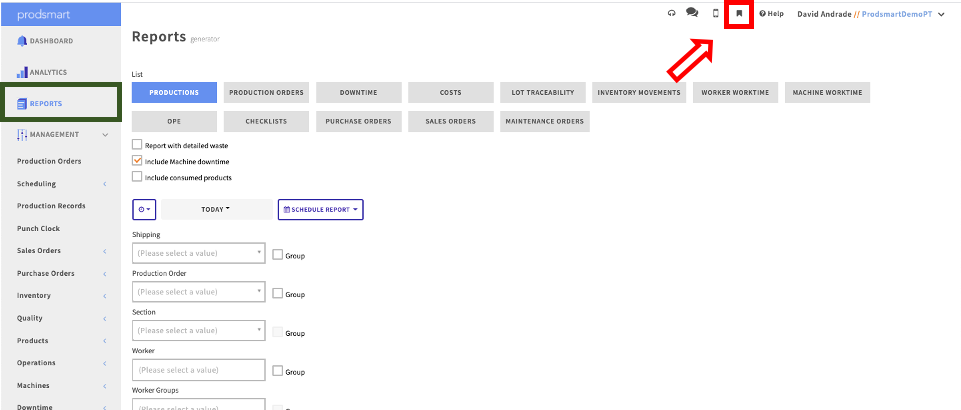 prodsmart
Help
David Andrade // ProdsmartDemoPT
DASHBOARD
ANALYTICS
REPORTS
MANAGEMENT
Production Orders
Scheduling
Production Records
Punch Clock
Sales Orders
Purchase Orders
Inventory
Quality
Products
Operations
Machines
Downtime
Reports generator
List
PRODUCTIONS PRODUCTION ORDERS DOWNTIME COSTS LOT TRACEABILITY INVENTORY MOVEMENTS WORKER WORKTIME MACHINE WORKTIME
OPE CHECKLISTS PURCHASE ORDERS SALES ORDERS MAINTENANCE ORDERS
Report with detailed waste
Include Machine downtime
Include consumed products
TODAY SCHEDULE REPORT
Shipping
(Please select a value) Group
Production Order
(Please select a value) Group
Section
(Please select a value) Group
Worker
(Please select a value) Group
Worker Groups
(Please select a value) Group